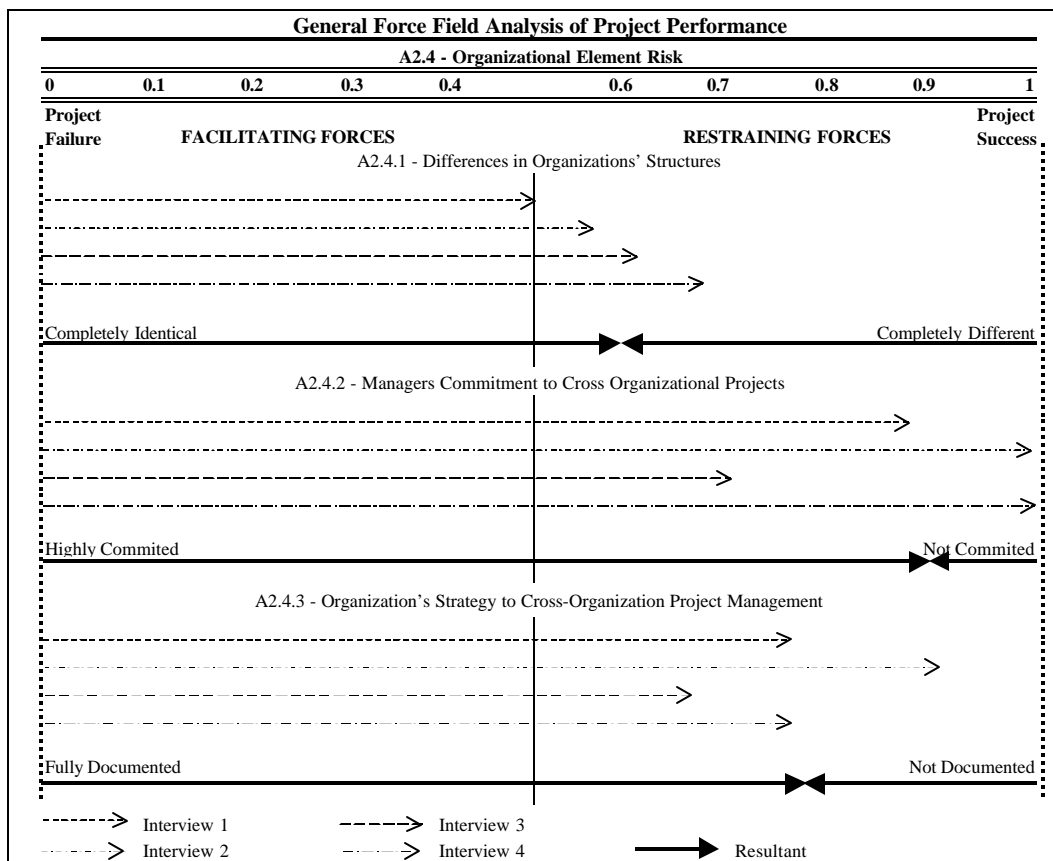 General Force Field Analysis of Project Performance
A2.4 - Organizational Element Risk
0 0.1 0.2 0.3 0.4 0.6 0.7 0.8 0.9 1
Project Failure FACILITATING FORCES RESTRAINING FORCES Project Success
A2.4.1 - Differences in Organizations' Structures
Completely Identical Completely Different
A2.4.2 - Managers Commitment to Cross Organizational Projects
Highly Commited Not Commited
A2.4.3 - Organization's Strategy to Cross-Organization Project Management
Fully Documented Not Documented
Interview 1 Interview 3
Interview 2 Interview 4 Resultant